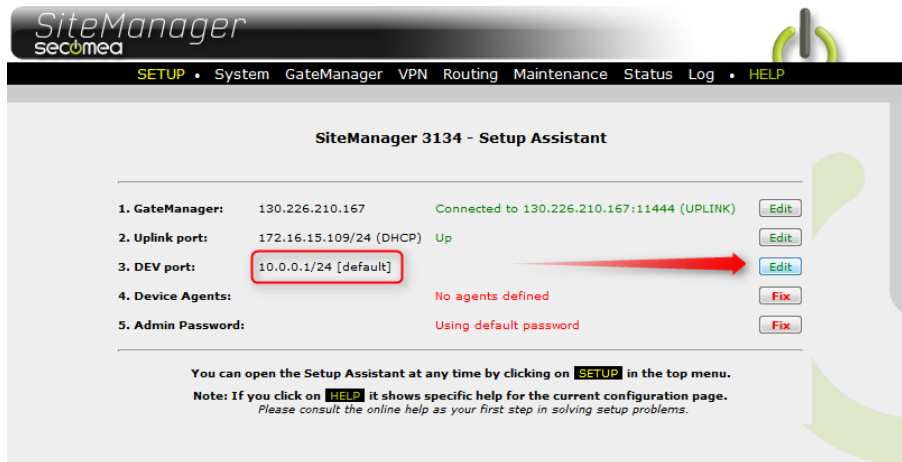 SiteManager
secomea
SETUP • System GateManager VPN Routing Maintenance Status Log • HELP
SiteManager 3134 - Setup Assistant
1. GateManager: 130.226.210.167 Connected to 130.226.210.167:11444 (UPLINK) Edit
2. Uplink port: 172.16.15.109/24 (DHCP) Up Edit
3. DEV port: 10.0.0.1/24 [default] Edit
4. Device Agents: No agents defined Fix
5. Admin Password: Using default password Fix
You can open the Setup Assistant at any time by clicking on SETUP in the top menu.
Note: If you click on HELP it shows specific help for the current configuration page.
Please consult the online help as your first step in solving setup problems.